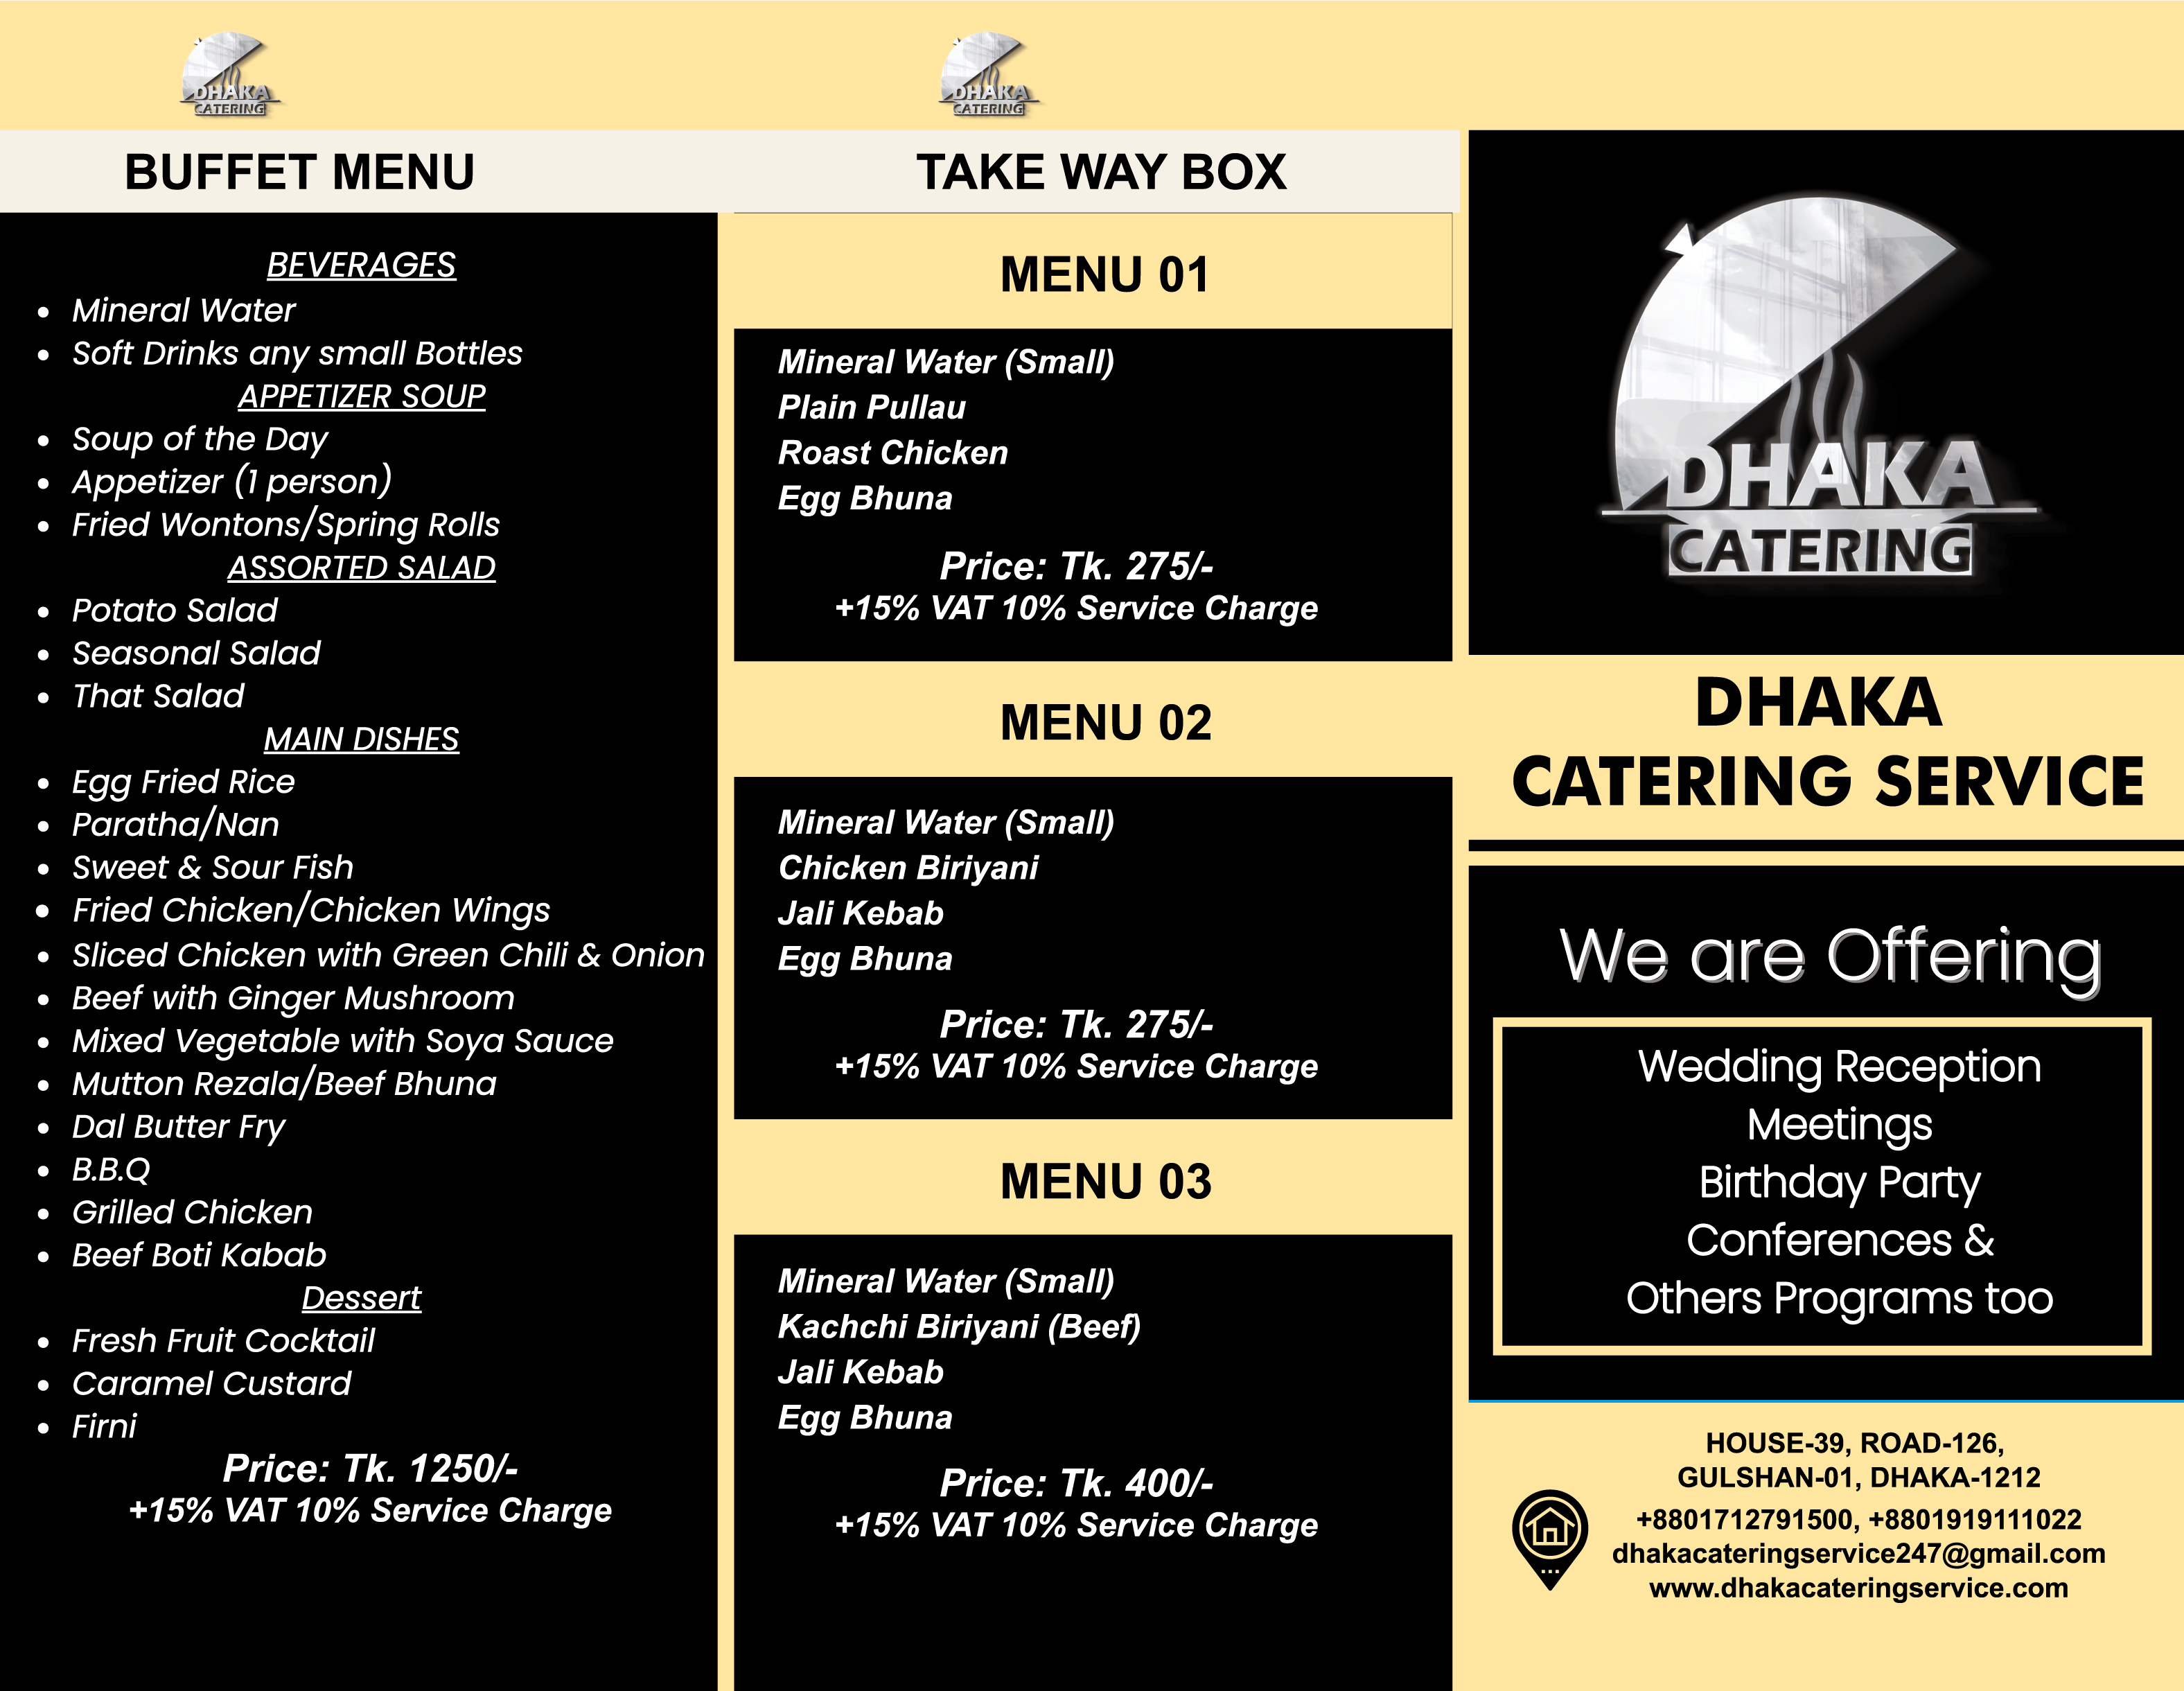 DHAKA
CATERING
BUFFET MENU
BEVERAGES
• Mineral Water
• Soft Drinks any small Bottles
APPETIZER SOUP
• Soup of the Day
• Appetizer (1 person)
• Fried Wontons/Spring Rolls
ASSORTED SALAD
• Potato Salad
• Seasonal Salad
• That Salad
MAIN DISHES
• Egg Fried Rice
• Paratha/Nan
• Sweet & Sour Fish
• Fried Chicken/Chicken Wings
• Sliced Chicken with Green Chili & Onion
• Beef with Ginger Mushroom
• Mixed Vegetable with Soya Sauce
• Mutton Rezala/Beef Bhuna
• Dal Butter Fry
• B.B.Q
• Grilled Chicken
• Beef Boti Kabab
Dessert
• Fresh Fruit Cocktail
• Caramel Custard
• Firni
Price: Tk. 1250/-
+15% VAT 10% Service Charge
DHAKA
CATERING
TAKE WAY BOX
MENU 01
Mineral Water (Small)
Plain Pullau
Roast Chicken
Egg Bhuna
Price: Tk. 275/-
+15% VAT 10% Service Charge
MENU 02
Mineral Water (Small)
Chicken Biriyani
Jali Kebab
Egg Bhuna
Price: Tk. 275/-
+15% VAT 10% Service Charge
MENU 03
Mineral Water (Small)
Kachchi Biriyani (Beef)
Jali Kebab
Egg Bhuna
Price: Tk. 400/-
+15% VAT 10% Service Charge
DHAKA
CATERING
DHAKA
CATERING SERVICE
We are Offering
Wedding Reception
Meetings
Birthday Party
Conferences &
Others Programs too
HOUSE-39, ROAD-126,
GULSHAN-01, DHAKA-1212
+8801712791500, +8801919111022
dhakacateringservice247@gmail.com
www.dhakacateringservice.com